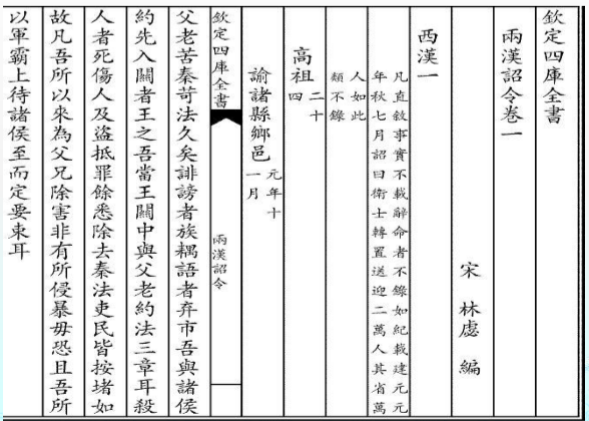 欽定四庫全書
兩漢詔令卷一
宋 林虙 編
西漢一
凡直敘事實不載辭命者不錄如紀載建元元
年秋七月詔曰衛士轉置送迎二萬人其省萬
人如此
類不錄
高祖 二十
四
諭諸縣鄉邑 元年十
一月
欽定四庫全書 兩漢詔令
父老苦秦苛法久矣誹謗者族耦語者弃市吾與諸侯
約先入關者王之吾當王關中與父老約法三章耳殺
人者死傷人及盜抵罪餘悉除去秦法吏民皆按堵如
故凡吾所以來為父兄除害非有所侵暴毋恐且吾所
以軍霸上待諸侯至而定要束耳